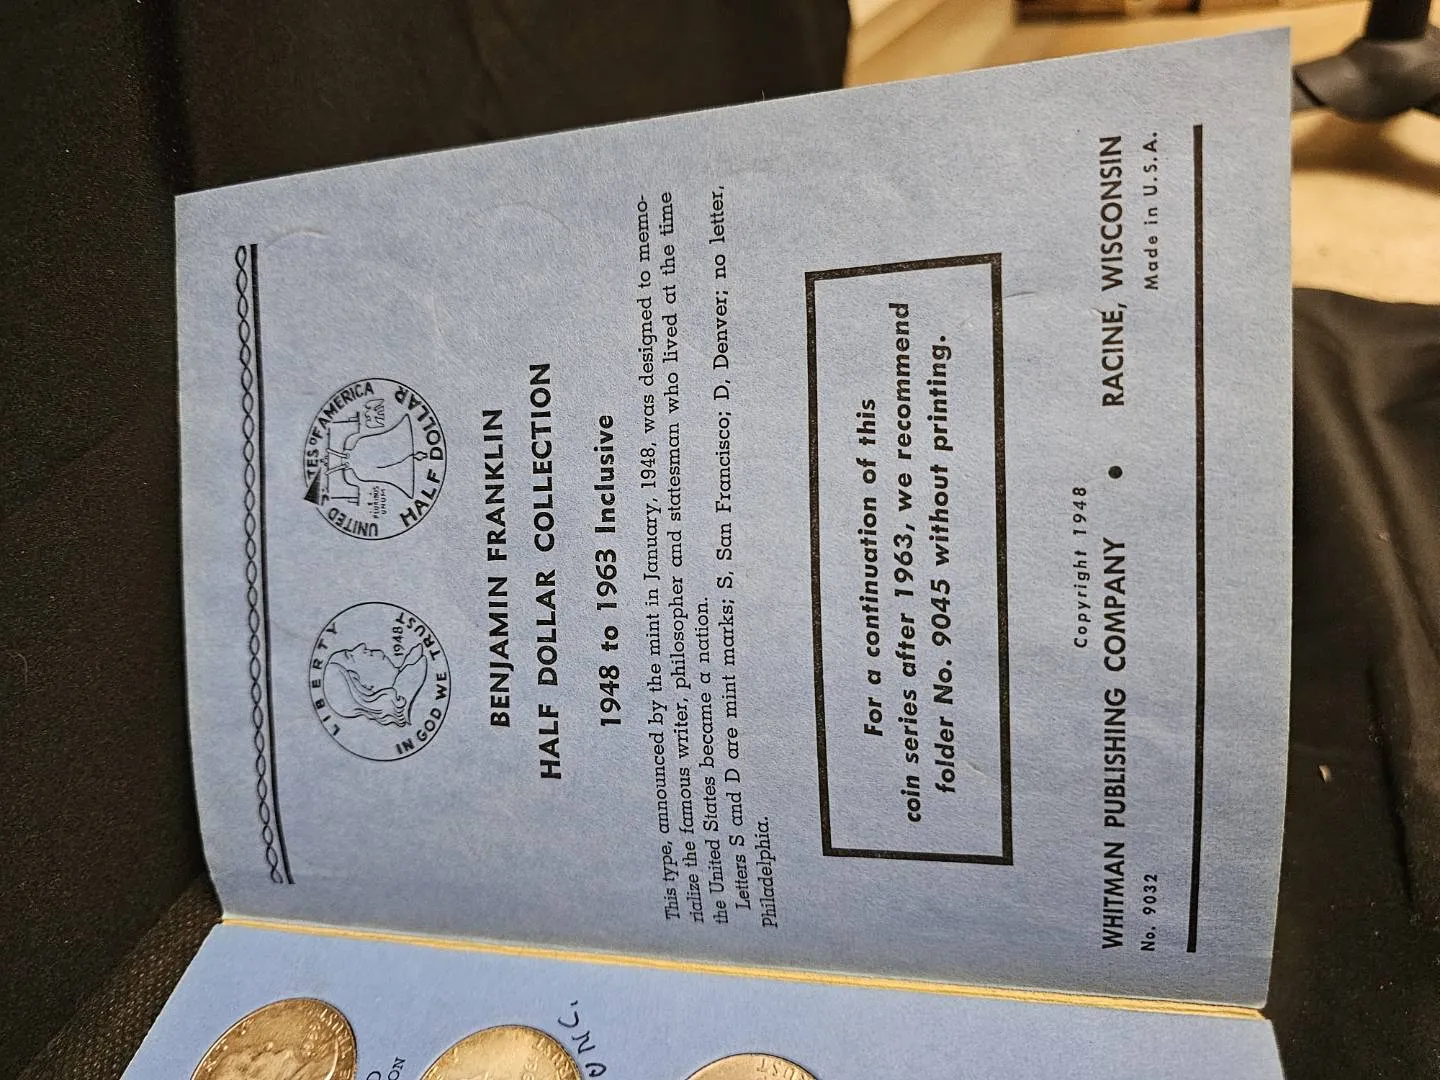 LIBERTY
IN GOD WE TRUST
1948
UNITED STATES OF AMERICA
PLURIBUS
UNUM
HALF DOLLAR
BENJAMIN FRANKLIN
HALF DOLLAR COLLECTION
1948 to 1963 Inclusive
This type, announced by the mint in January, 1948, was designed to memo-
rialize the famous writer, philosopher and statesman who lived at the time
the United States became a nation.
Letters S and D are mint marks; S, San Francisco; D, Denver; no letter,
Philadelphia.
For a continuation of this
coin series after 1963, we recommend
folder No. 9045 without printing.
Copyright 1948
WHITMAN PUBLISHING COMPANY • RACINE, WISCONSIN
No. 9032
Made in U.S.A.
UNC.
TRUST